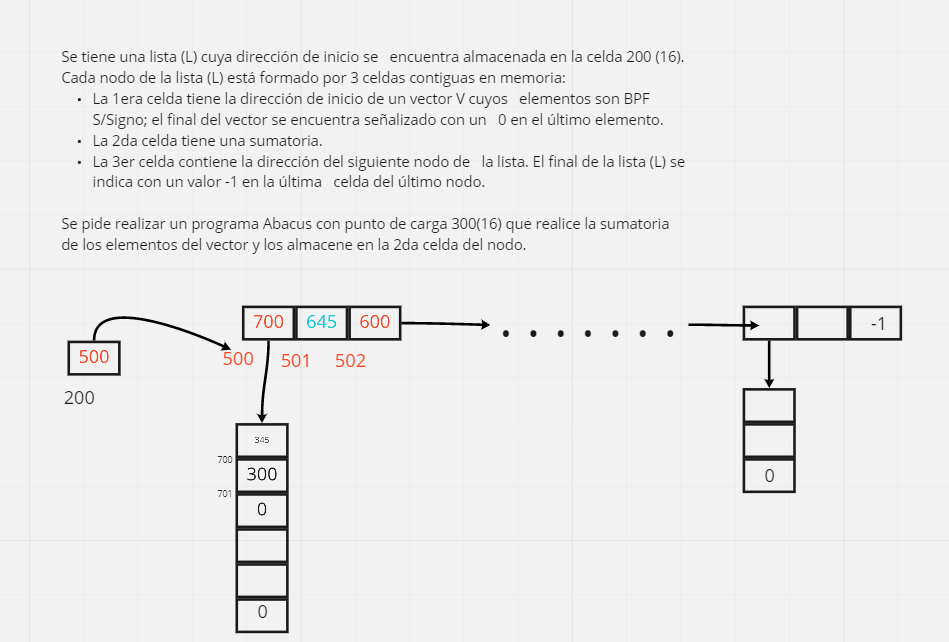 Se tiene una lista (L) cuya dirección de inicio se encuentra almacenada en la celda 200 (16).
Cada nodo de la lista (L) está formado por 3 celdas contiguas en memoria:
• La 1era celda tiene la dirección de inicio de un vector V cuyos elementos son BPF
S/Signo; el final del vector se encuentra señalizado con un 0 en el último elemento.
• La 2da celda tiene una sumatoria.
• La 3er celda contiene la dirección del siguiente nodo de la lista. El final de la lista (L) se
indica con un valor -1 en la última celda del último nodo.
Se pide realizar un programa Abacus con punto de carga 300(16) que realice la sumatoria
de los elementos del vector y los almacene en la 2da celda del nodo.
700 645 600
-1
500
500 501 502
200
345
700
300
701
0
0
0